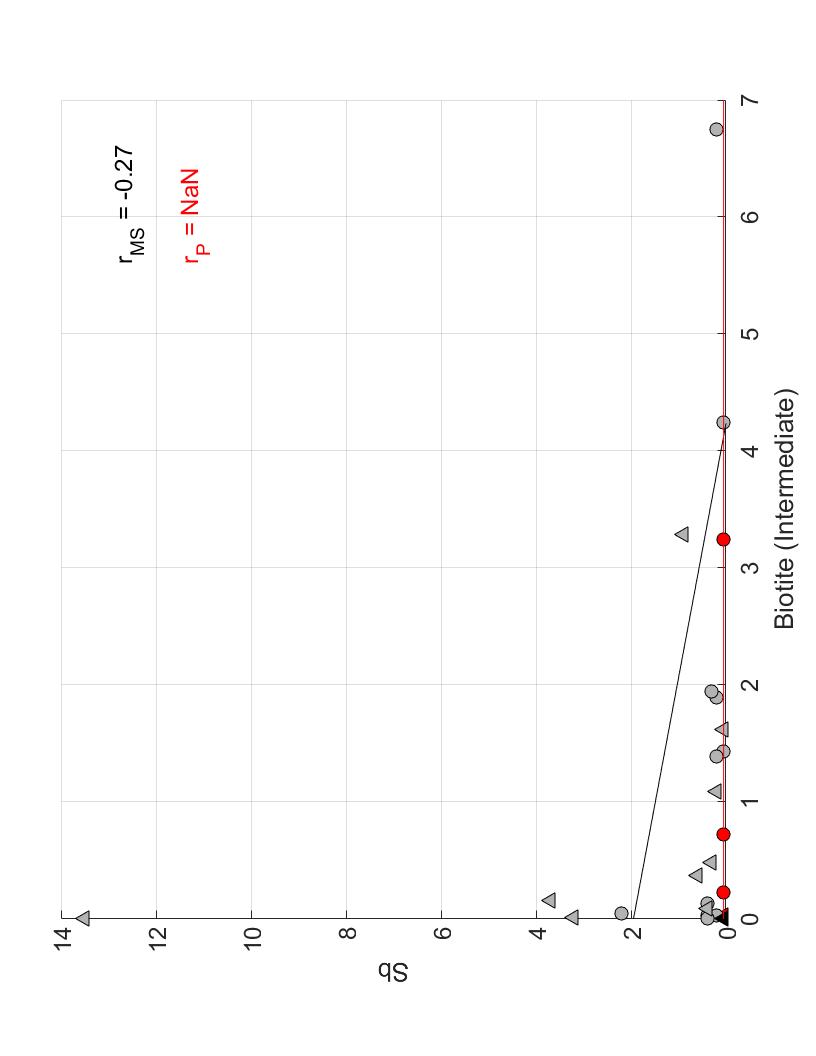 14
r_MS = -0.27
12
r_P = NaN
10
8
Sb
6
4
2
0
0 1 2 3 4 5 6 7
Biotite (Intermediate)